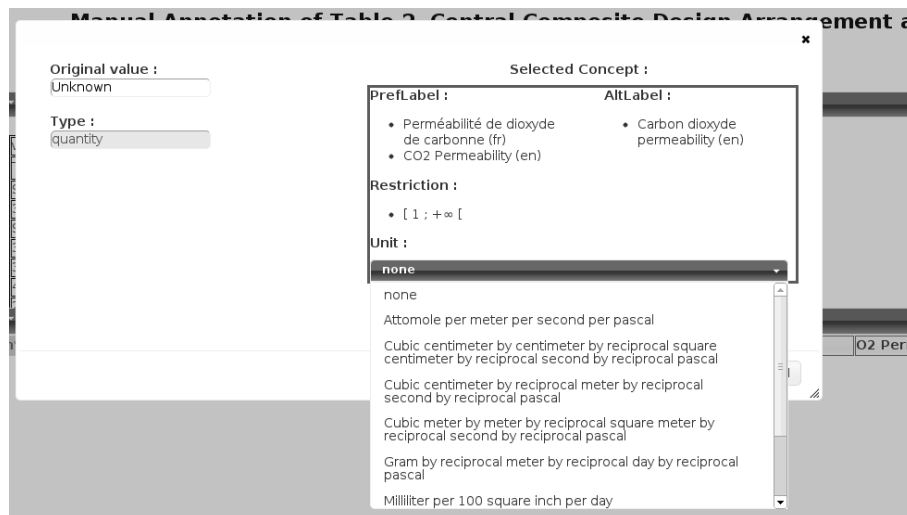 Manual Annotation of Table 2. Central Composite Design Arrangement a
Original value :
Unknown
Type :
quantity
Selected Concept :
PrefLabel :
AltLabel :
• Perméabilité de dioxyde
de carbonne (fr)
• CO2 Permeability (en)
• Carbon dioxyde
permeability (en)
Restriction :
• [ 1 ; +∞ [
Unit :
none
none
Attomole per meter per second per pascal
Cubic centimeter by centimeter by reciprocal square
centimeter by reciprocal second by reciprocal pascal
Cubic centimeter by reciprocal meter by reciprocal
second by reciprocal pascal
Cubic meter by meter by reciprocal square meter by
reciprocal second by reciprocal pascal
Gram by reciprocal meter by reciprocal day by reciprocal
pascal
Milliliter per 100 square inch per day
O2 Per